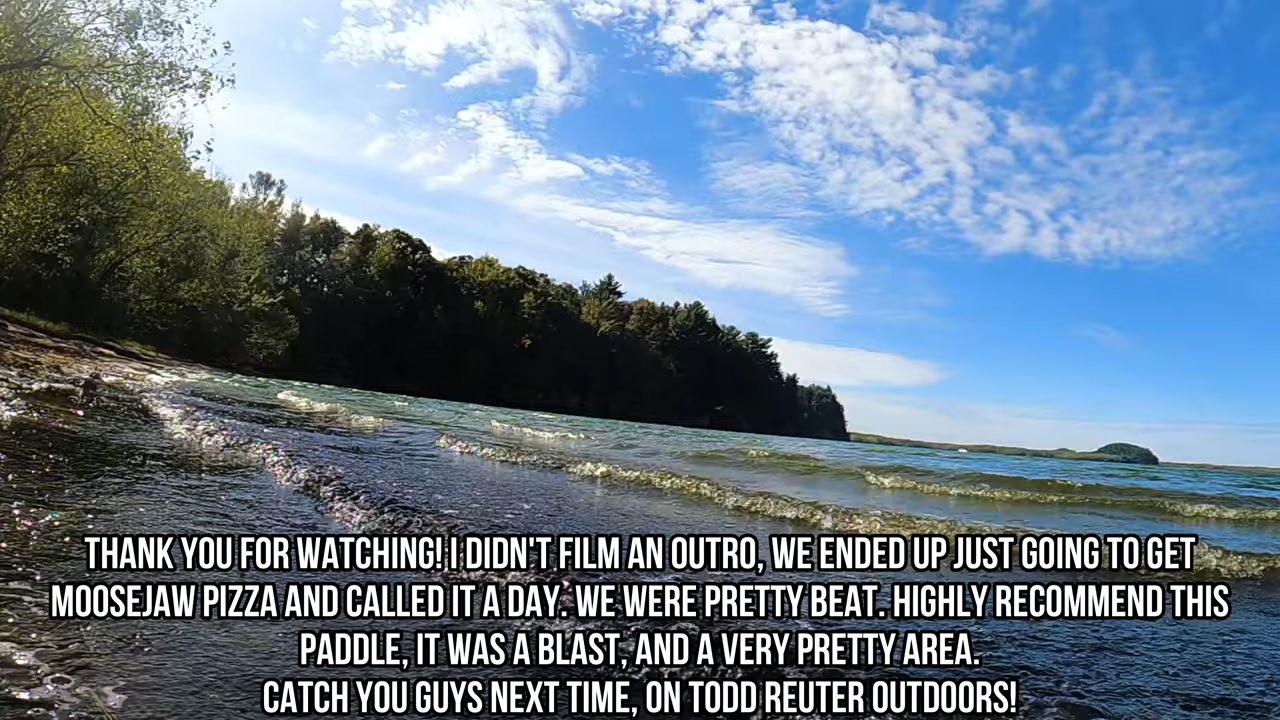 THANK YOU FOR WATCHING! I DIDN'T FILM AN OUTRO, WE ENDED UP JUST GOING TO GET
MOOSEJAW PIZZA AND CALLED IT A DAY. WE WERE PRETTY BEAT. HIGHLY RECOMMEND THIS
PADDLE, IT WAS A BLAST, AND A VERY PRETTY AREA.
CATCH YOU GUYS NEXT TIME, ON TODD REUTER OUTDOORS!